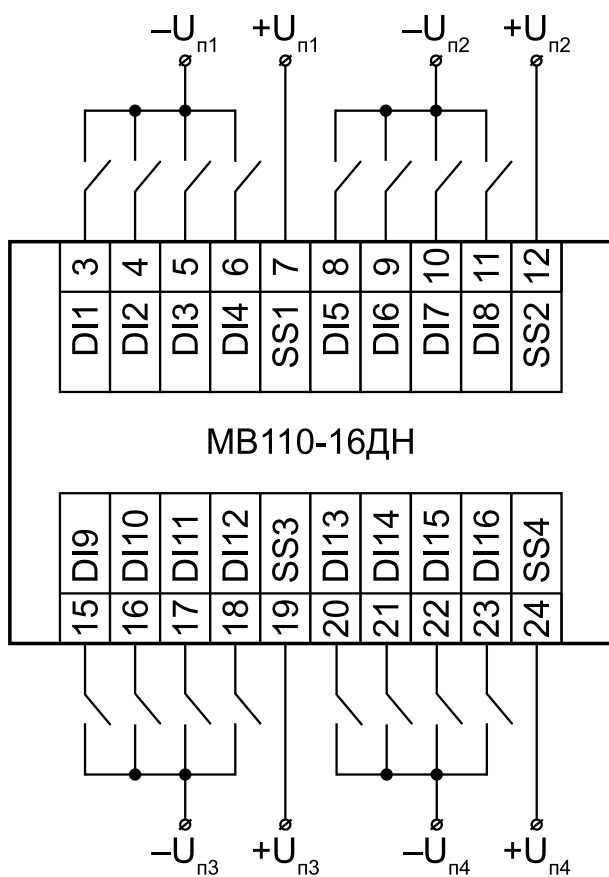 –Uп1 +Uп1 –Uп2 +Uп2
3 4 5 6 7 8 9 10 11 12
DI1 DI2 DI3 DI4 SS1 DI5 DI6 DI7 DI8 SS2
МВ110-16ДН
DI9 DI10 DI11 DI12 SS3 DI13 DI14 DI15 DI16 SS4
15 16 17 18 19 20 21 22 23 24
–Uп3 +Uп3 –Uп4 +Uп4